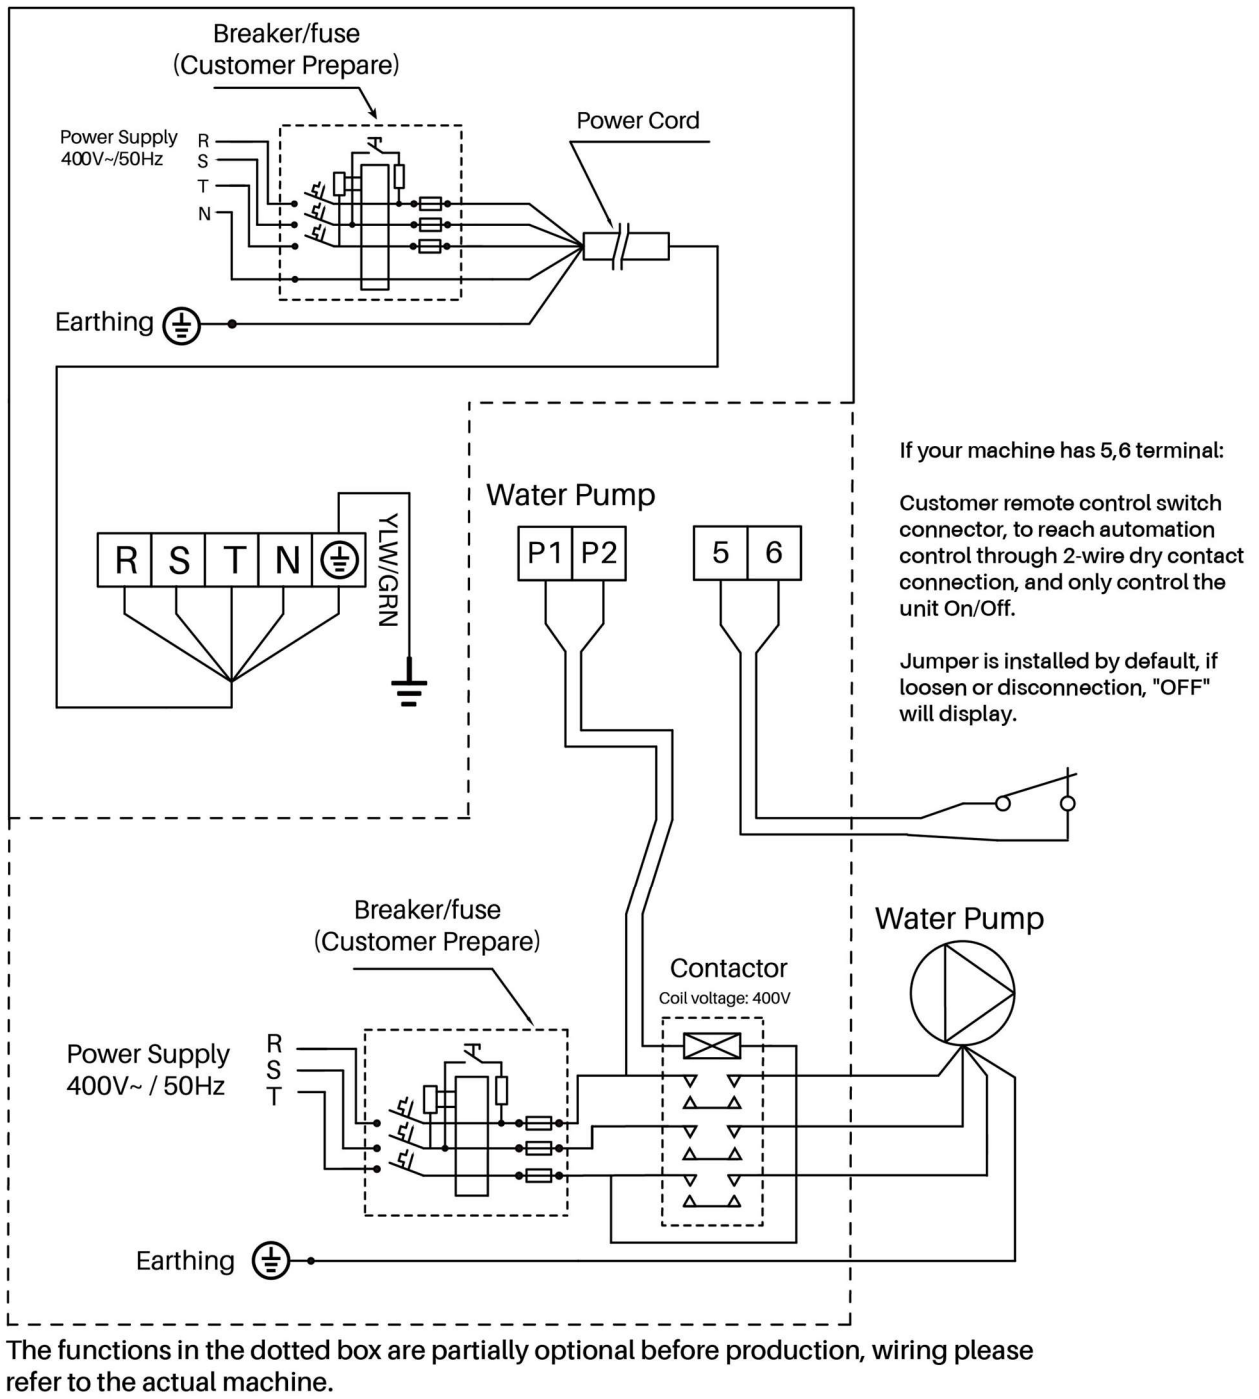 Breaker/fuse
(Customer Prepare)
Power Cord
Power Supply
400V~/50Hz
R
S
T
N
Earthing
If your machine has 5,6 terminal:
Customer remote control switch
connector, to reach automation
control through 2-wire dry contact
connection, and only control the
unit On/Off.
Jumper is installed by default, if
loosen or disconnection, "OFF"
will display.
Water Pump
R S T N
YLW/GRN
P1 P2
5 6
Breaker/fuse
(Customer Prepare)
Water Pump
Contactor
Coil voltage: 400V
Power Supply
400V~ / 50Hz
R
S
T
Earthing
The functions in the dotted box are partially optional before production, wiring please
refer to the actual machine.